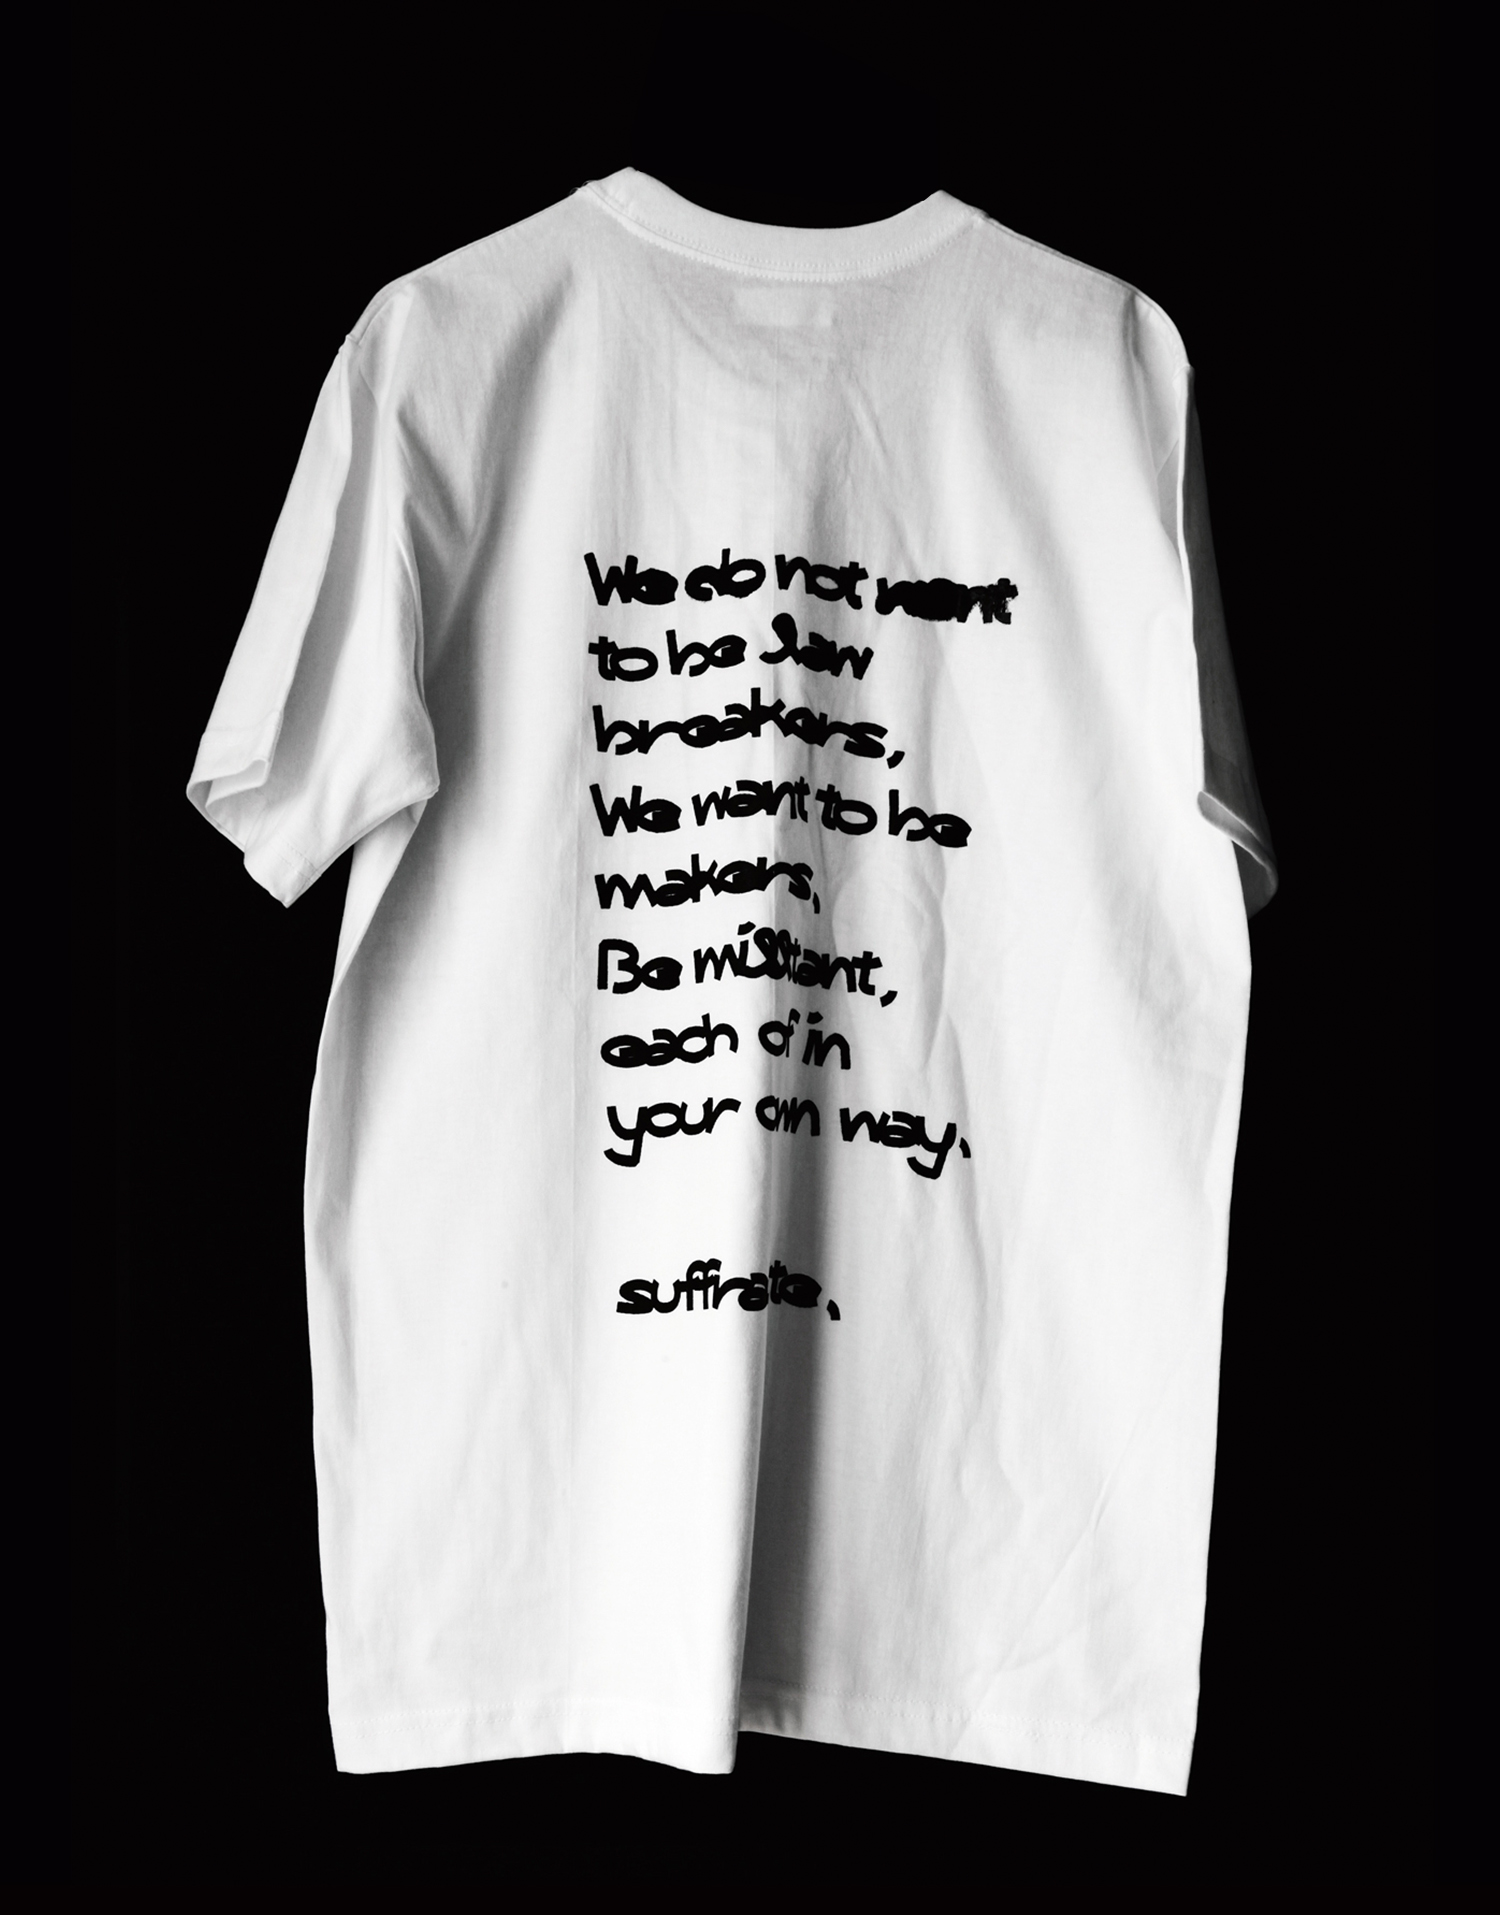 We do not want
to be law
breakers,
We want to be
makers,
Be misstant,
each of in
your own way.
suffrate,